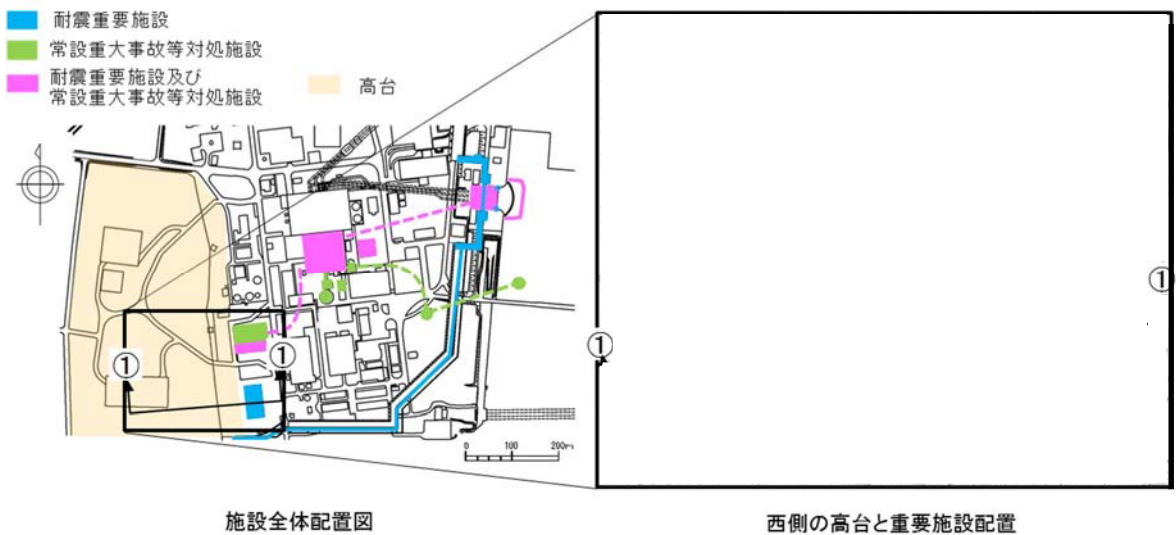 耐震重要施設
常設重大事故等対処施設
耐震重要施設及び
常設重大事故等対処施設
高台
①
①
①
①
0 100 200m
施設全体配置図
西側の高台と重要施設配置